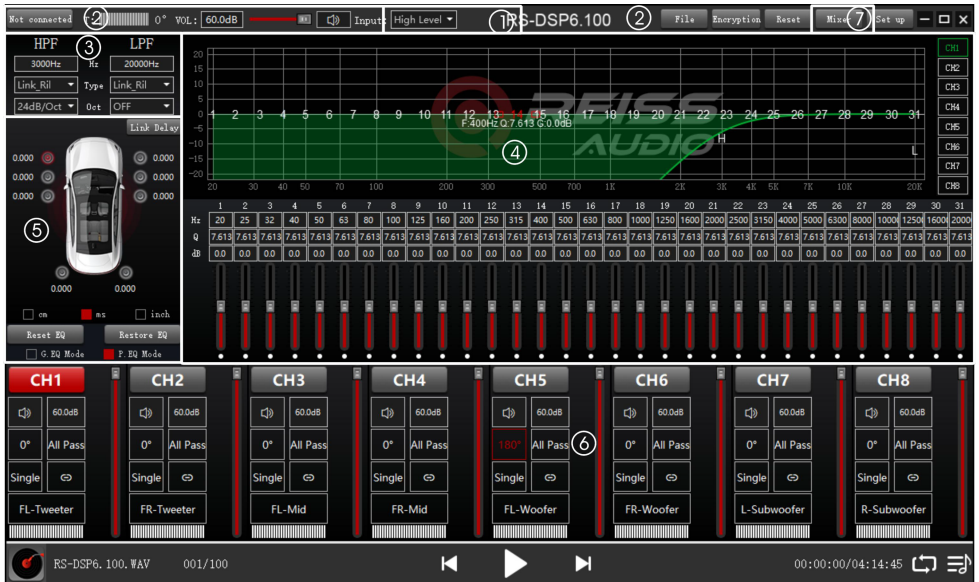 Not connected 2 0° VOL: 60.0dB Input: High Level 1 RS-DSP6.100 2 File Encryption Reset Mixer 7 Set up
HPF 3 LPF
3000Hz Hz 20000Hz
Link_Ril Type Link_Ril
24dB/Oct Oct OFF
Link Delay
0.000 0.000
0.000 0.000
0.000 0.000
5
0.000 0.000
cm ms inch
Reset EQ Restore EQ
G.EQ Mode P.EQ Mode
20
15
10
5
0
-5
-10
-15
-20
REISS
AUDIO
1 2 3 4 5 6 7 8 9 10 11 12 13 14 15 16 17 18 19 20 21 22 23 24 25 26 27 28 29 30 31
F:400Hz Q:7.613 G:0.0dB
H
L
4
20 30 40 50 70 100 200 300 500 700 1K 2K 3K 4K 5K 7K 10K 20K
CH1
CH2
CH3
CH4
CH5
CH6
CH7
CH8
1 2 3 4 5 6 7 8 9 10 11 12 13 14 15 16 17 18 19 20 21 22 23 24 25 26 27 28 29 30 31
Hz 20 25 32 40 50 63 80 100 125 160 200 250 315 400 500 630 800 1000 1250 1600 2000 2500 3150 4000 5000 6300 8000 1000 1250 1600 2000
Q 7.613 7.613 7.613 7.613 7.613 7.613 7.613 7.613 7.613 7.613 7.613 7.613 7.613 7.613 7.613 7.613 7.613 7.613 7.613 7.613 7.613 7.613 7.613 7.613 7.613 7.613 7.613 7.613 7.613 7.613 7.613
dB 0.0 0.0 0.0 0.0 0.0 0.0 0.0 0.0 0.0 0.0 0.0 0.0 0.0 0.0 0.0 0.0 0.0 0.0 0.0 0.0 0.0 0.0 0.0 0.0 0.0 0.0 0.0 0.0 0.0 0.0 0.0
CH1 CH2 CH3 CH4 CH5 CH6 CH7 CH8
60.0dB 60.0dB 60.0dB 60.0dB 60.0dB 60.0dB 60.0dB 60.0dB
0° All Pass 0° All Pass 0° All Pass 0° All Pass 180° All Pass 6 0° All Pass 0° All Pass 0° All Pass
Single Single Single Single Single Single Single Single
FL-Tweeter FR-Tweeter FL-Mid FR-Mid FL-Woofer FR-Woofer L-Subwoofer R-Subwoofer
RS-DSP6.100.WAV 001/100 00:00:00/04:14:45